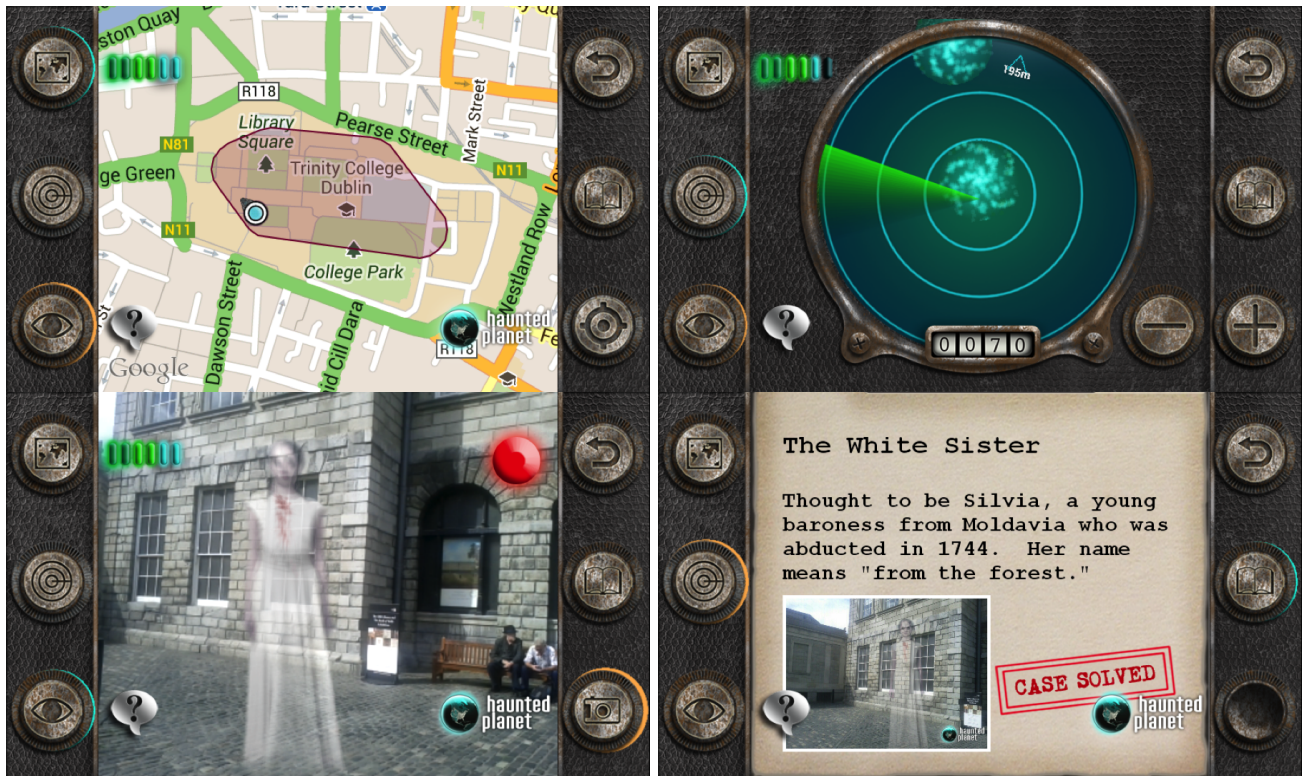 ston Quay
R118
Library
Square
Pearse Street
Mark Street
N81
ge Green
Trinity College
Dublin
N11
N11
College Park
Dawson Street
Westland Row
haunted
planet
R118
Fe
Google
195m
0070
haunted
planet
The White Sister
Thought to be Silvia, a young
baroness from Moldavia who was
abducted in 1744. Her name
means "from the forest."
CASE SOLVED
haunted
planet
haunted
planet